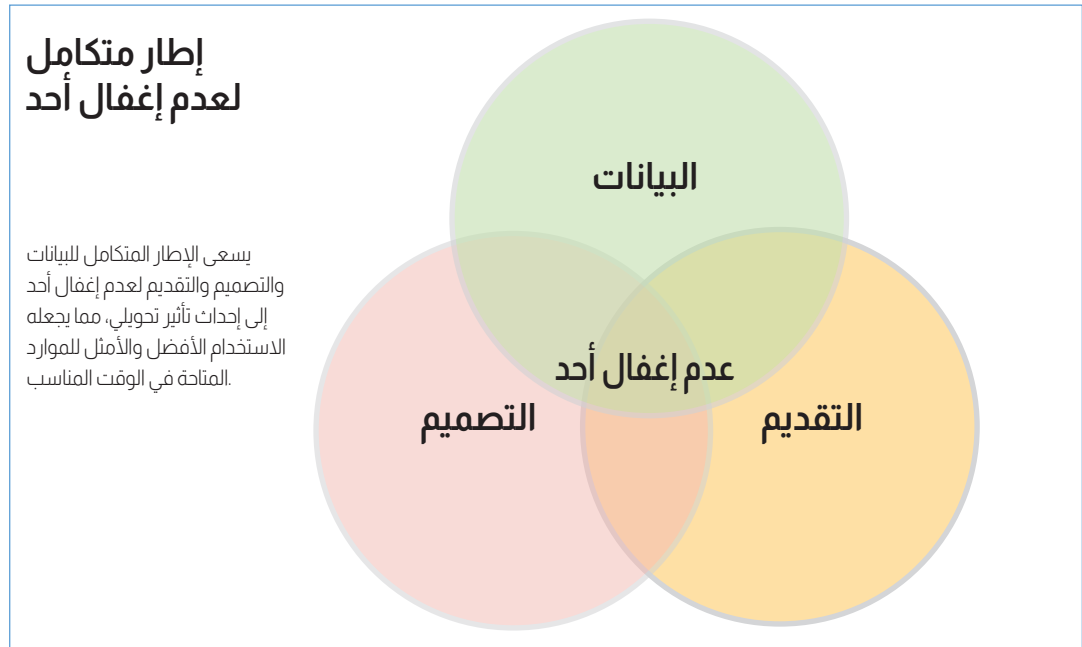 إطار متكامل
لعدم إغفال أحد
يسعى الإطار المتكامل للبيانات
والتصميم والتقديم لعدم إغفال أحد
إلى إحداث تأثير تحويلي، مما يجعله
الاستخدام الأفضل والأمثل للموارد
المتاحة في الوقت المناسب.
البيانات
عدم إغفال أحد
التقديم
التصميم